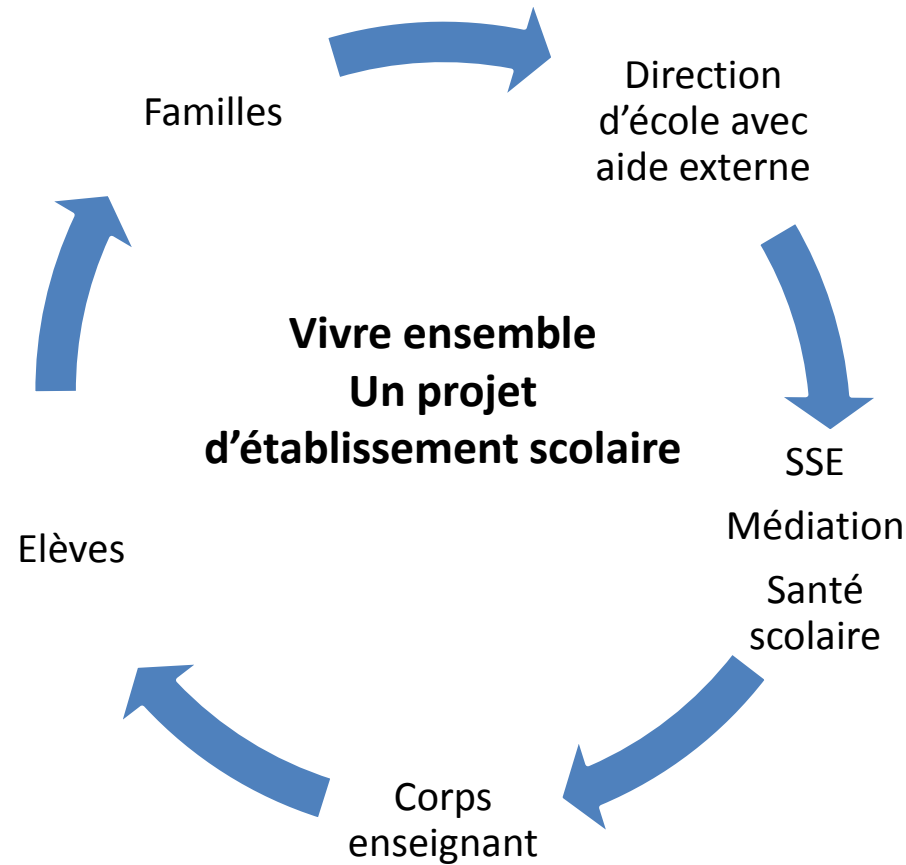 Familles
Direction
d'école avec
aide externe
Vivre ensemble
Un projet
d'établissement scolaire
SSE
Médiation
Santé
scolaire
Elèves
Corps
enseignant